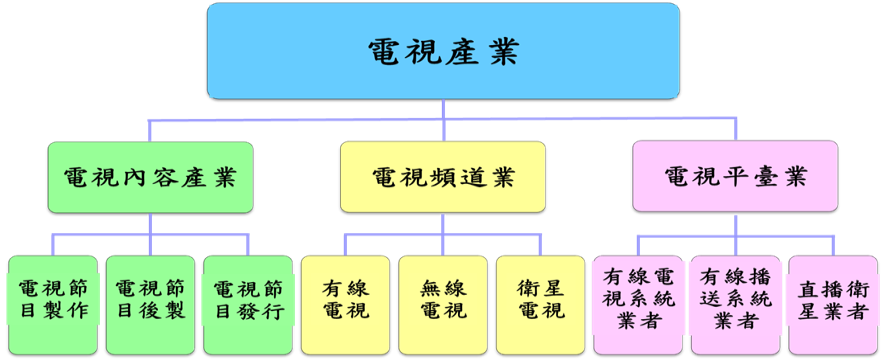 電視產業
電視內容產業
電視頻道業
電視平臺業
電視節
目製作
電視節
目後製
電視節
目發行
有線
電視
無線
電視
衛星
電視
有線電
視系統
業者
有線播
送系統
業者
直播衛
星業者